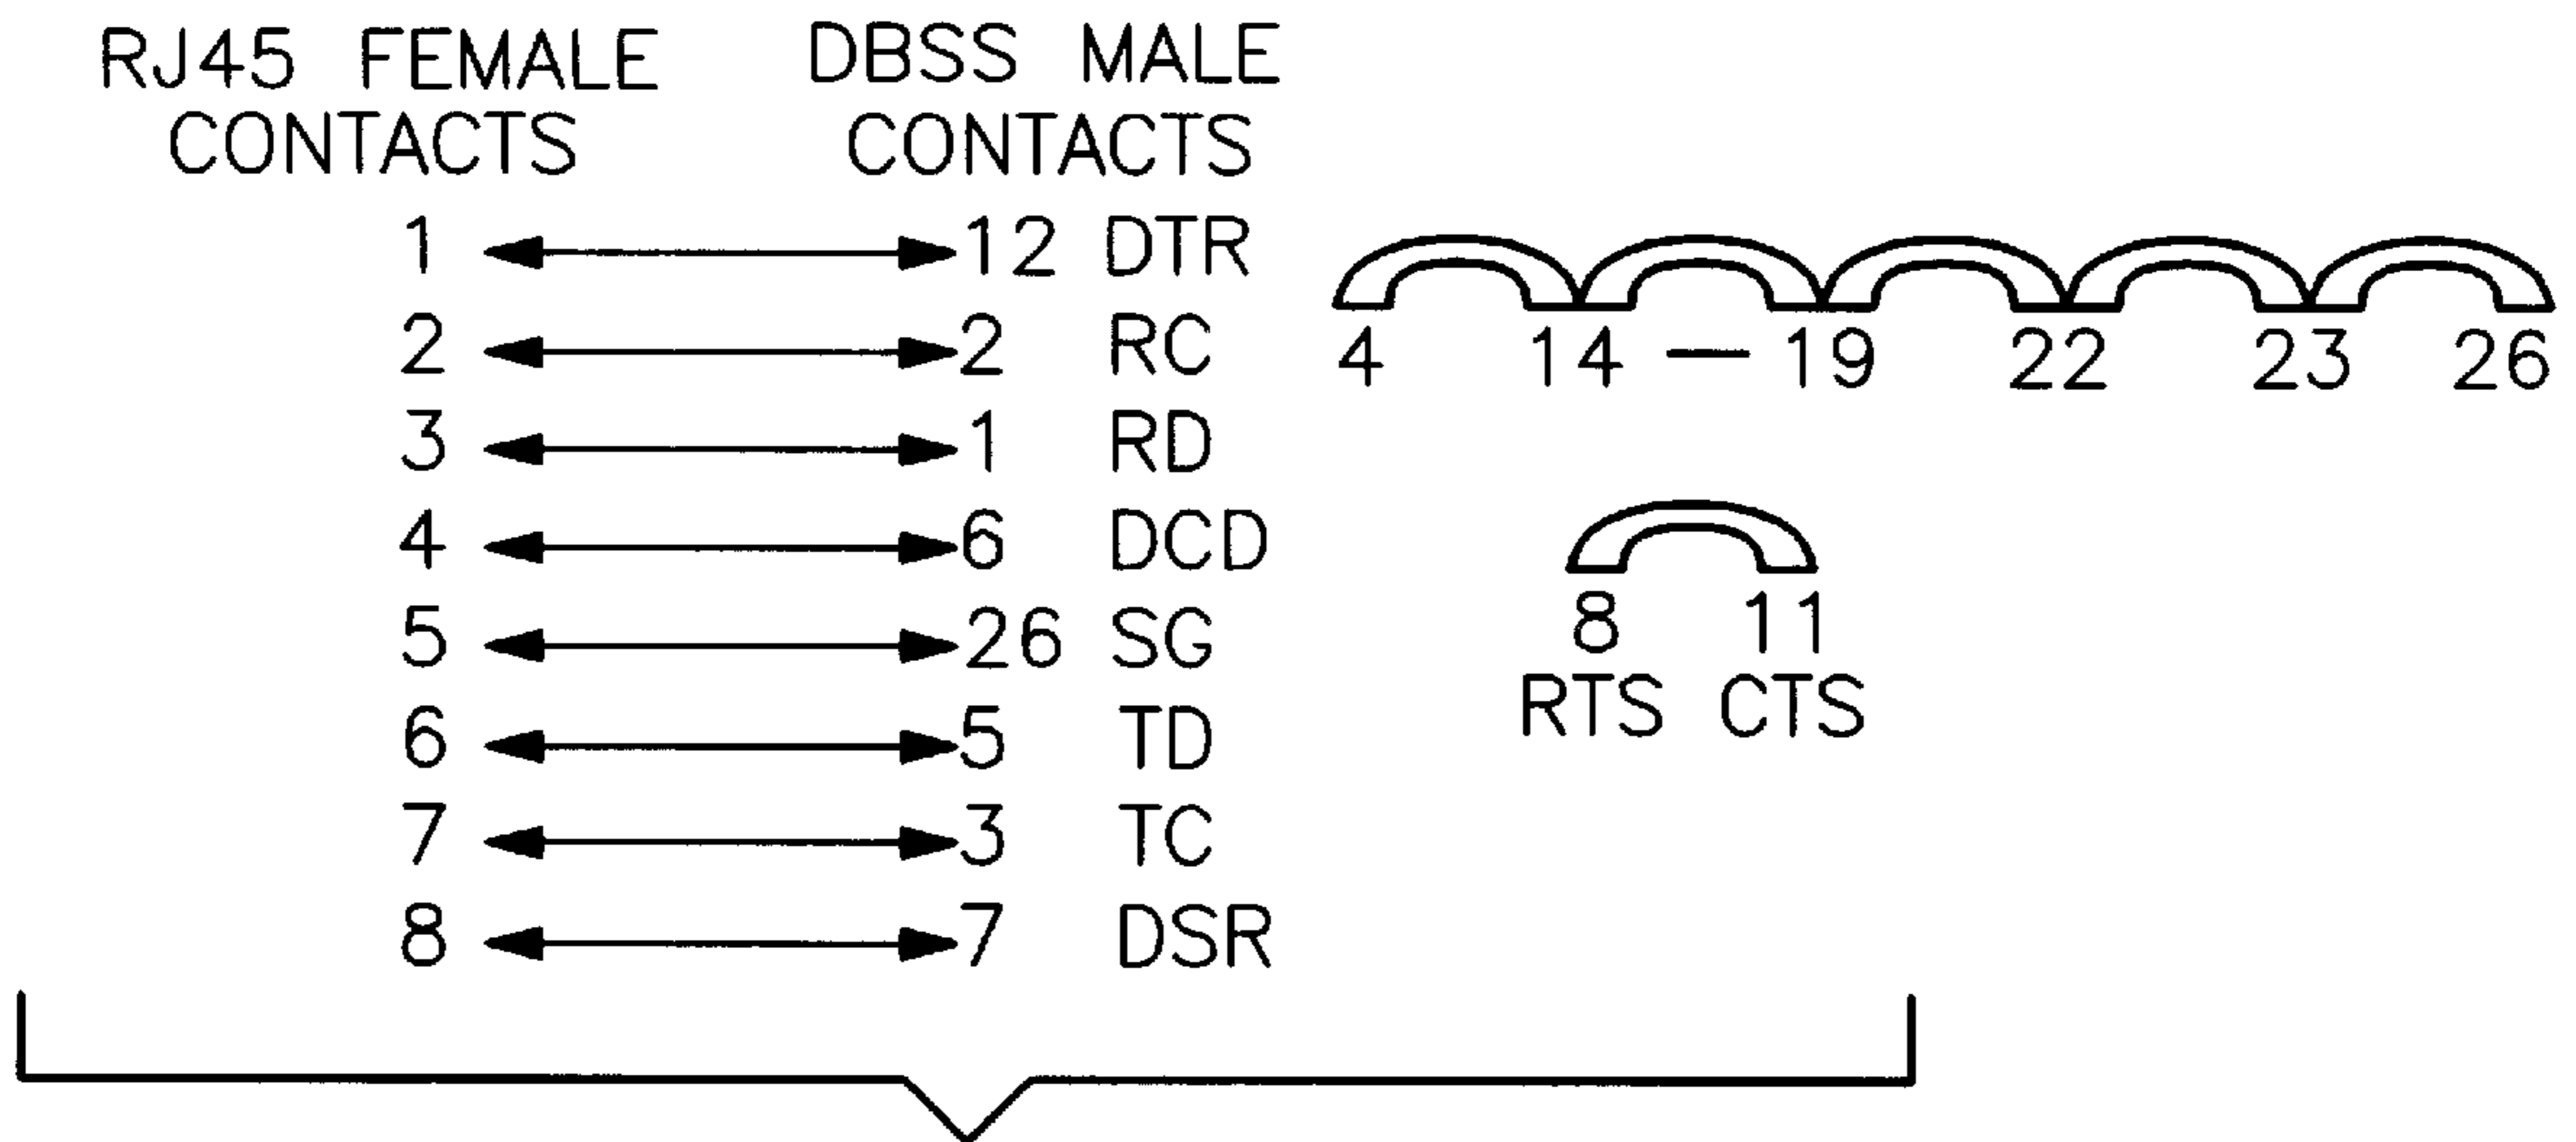 RJ45 FEMALE CONTACTS
DBSS MALE CONTACTS
1 12 DTR
2 2 RC
3 1 RD
4 6 DCD
5 26 SG
6 5 TD
7 3 TC
8 7 DSR
4 14 — 19 22 23 26
8 11
RTS CTS